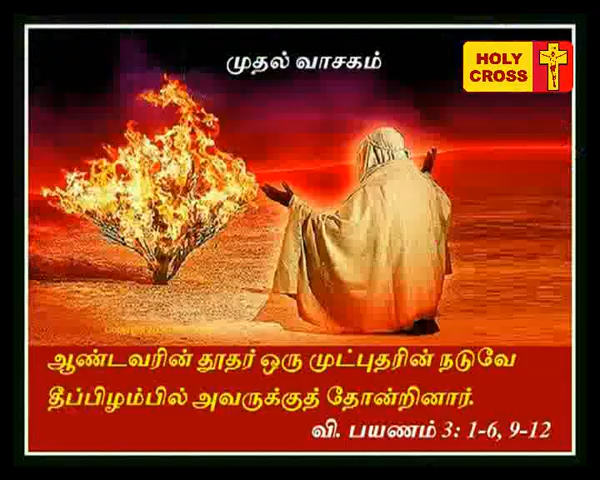 முதல் வாசகம்
HOLY
CROSS
ஆண்டவரின் தூதர் ஒரு முட்புதரின் நடுவே
தீப்பிழம்பில் அவருக்குத் தோன்றினார்.
வி. பயணம் 3: 1-6, 9-12